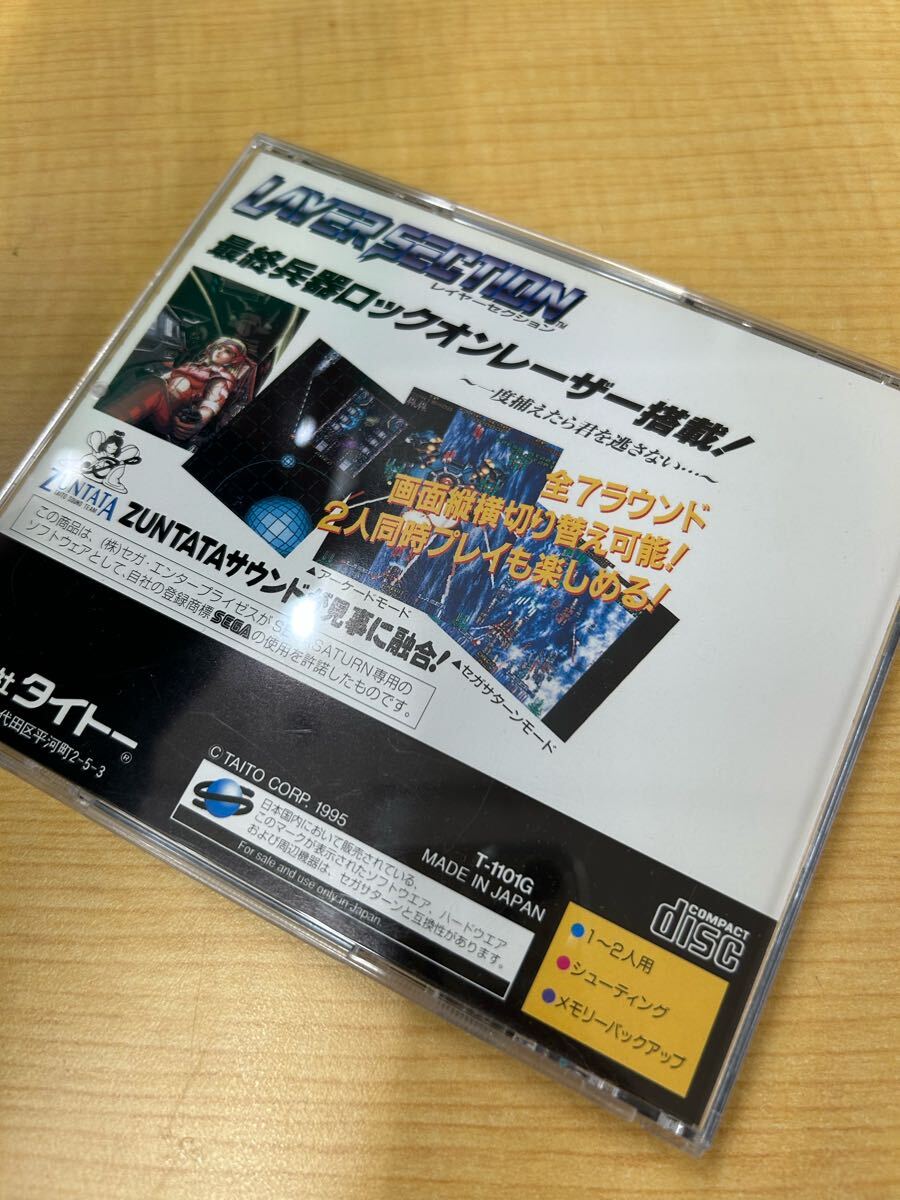 LAYER SECTION™
レイヤーセクション
最終兵器ロックオンレーザー搭載!
〜一度捕えたら君を逃さない…〜
全7ラウンド
画面縦横切り替え可能!
2人同時プレイも楽しめる!
ZUNTATA
TAITO SOUND TEAM
ZUNTATAサウンドが見事に融合!
▲アーケードモード
▲セガサターンモード
この商品は、(株)セガ・エンタープライゼスがSEGASATURN専用の
ソフトウェアとして、自社の登録商標SEGAの使用を許諾したものです。
社タイトー®
代田区平河町2-5-3
© TAITO CORP. 1995
日本国内において販売されている、
このマークが表示されたソフトウエア、ハードウエア
および周辺機器は、セガサターンと互換性があります。
For sale and use only in Japan.
T-1101G
MADE IN JAPAN
COMPACT
disc
1〜2人用
シューティング
メモリーバックアップ